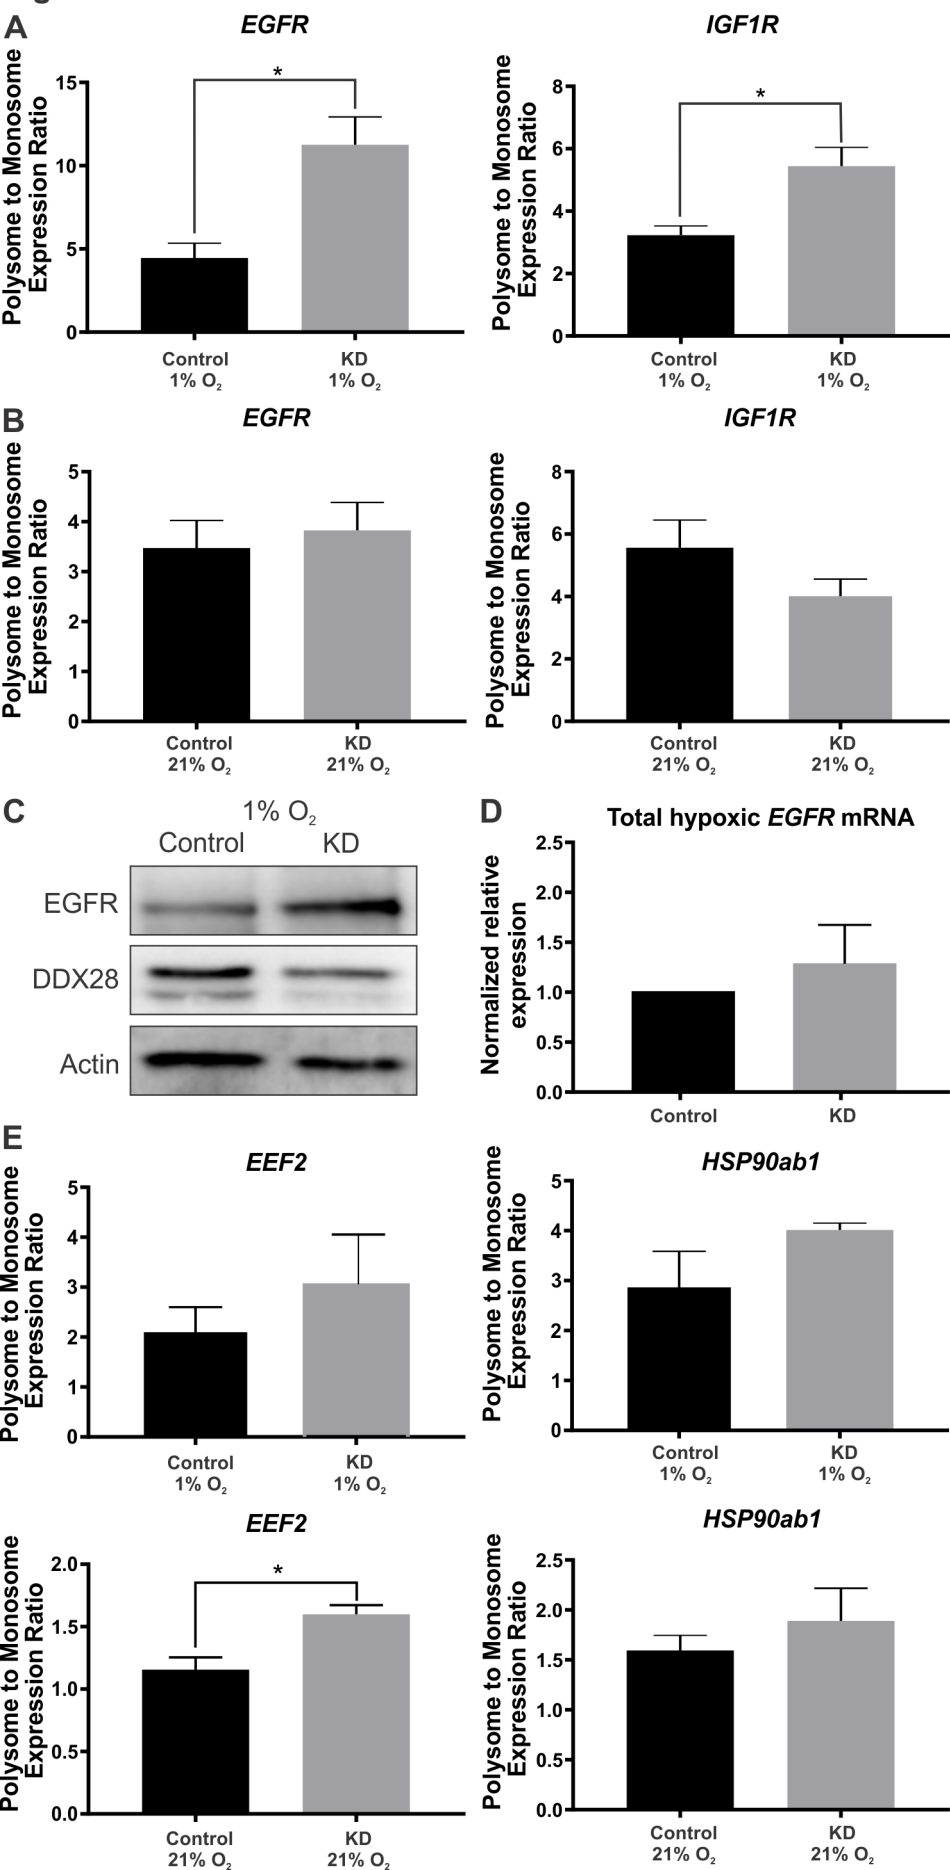 A
EGFR
IGF1R
Polysome to Monosome
Expression Ratio
15
10
5
0
*
Control
1% O₂
KD
1% O₂
Polysome to Monosome
Expression Ratio
8
6
4
2
0
*
Control
1% O₂
KD
1% O₂
B
EGFR
IGF1R
Polysome to Monosome
Expression Ratio
5
4
3
2
1
0
Control
21% O₂
KD
21% O₂
Polysome to Monosome
Expression Ratio
8
6
4
2
0
Control
21% O₂
KD
21% O₂
C
1% O₂
Control KD
EGFR
DDX28
Actin
D
Total hypoxic EGFR mRNA
Normalized relative
expression
2.5
2.0
1.5
1.0
0.5
0.0
Control
KD
E
EEF2
Polysome to Monosome
Expression Ratio
5
4
3
2
1
0
Control
1% O₂
KD
1% O₂
HSP90ab1
Polysome to Monosome
Expression Ratio
5
4
3
2
1
0
Control
1% O₂
KD
1% O₂
EEF2
Polysome to Monosome
Expression Ratio
2.0
1.5
1.0
0.5
0.0
*
Control
21% O₂
KD
21% O₂
HSP90ab1
Polysome to Monosome
Expression Ratio
2.5
2.0
1.5
1.0
0.5
0.0
Control
21% O₂
KD
21% O₂